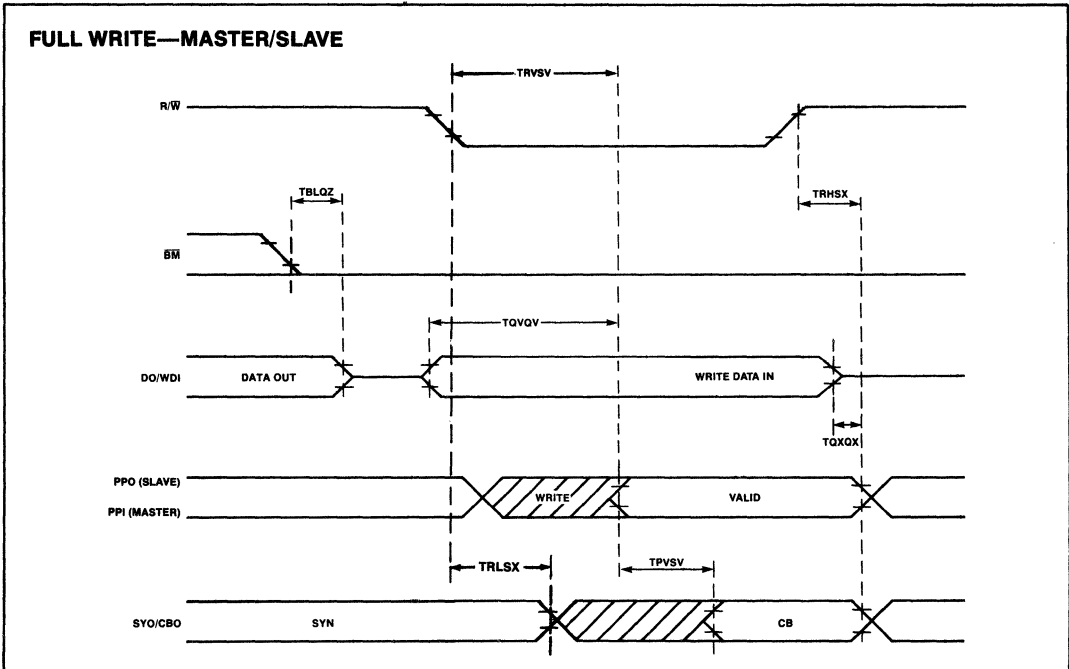 FULL WRITE—MASTER/SLAVE
TRVSV
R/W̅
TBLQZ
TRHSX
B̅M̅
TQVQV
DO/WDI
DATA OUT
WRITE DATA IN
TQXQX
PPO (SLAVE)
WRITE
VALID
PPI (MASTER)
TRLSX
TPVSV
SYO/CBO
SYN
CB